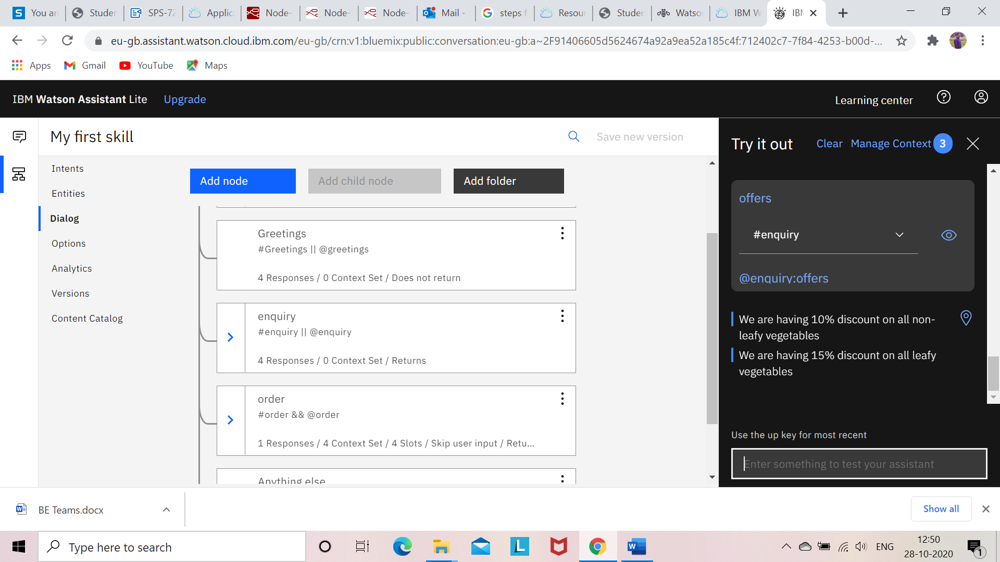 You are
Studen
SPS-72
Applica
Node-
Node-
Node-
Mail -
steps f
Resour
Studen
Watson
IBM W
IBM
eu-gb.assistant.watson.cloud.ibm.com/eu-gb/crn:v1:bluemix:public:conversation:eu-gb:a~2F91406605d5624674a92a9ea52a185c4f:712402c7-7f84-4253-b00d-...
Apps
Gmail
YouTube
Maps
IBM Watson Assistant Lite
Upgrade
Learning center
My first skill
Save new version
Intents
Entities
Dialog
Options
Analytics
Versions
Content Catalog
Add node
Add child node
Add folder
Greetings
#Greetings || @greetings
4 Responses / 0 Context Set / Does not return
enquiry
#enquiry || @enquiry
4 Responses / 0 Context Set / Returns
order
#order && @order
1 Responses / 4 Context Set / 4 Slots / Skip user input / Retu...
Anything else
Try it out
Clear
Manage Context 3
offers
#enquiry
@enquiry:offers
We are having 10% discount on all non-
leafy vegetables
We are having 15% discount on all leafy
vegetables
Use the up key for most recent
Enter something to test your assistant
BE Teams.docx
Show all
Type here to search
ENG
12:50
28-10-2020
1